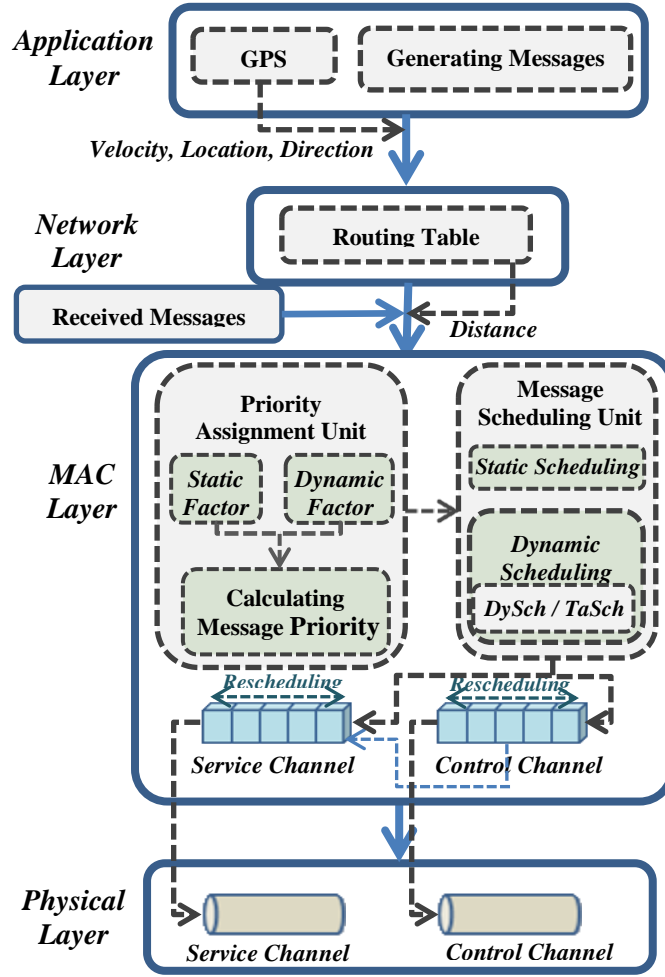 Application
Layer
GPS
Generating Messages
Velocity, Location, Direction
Network
Layer
Routing Table
Received Messages
Distance
MAC
Layer
Priority
Assignment Unit
Static
Factor
Dynamic
Factor
Calculating
Message Priority
Message
Scheduling Unit
Static Scheduling
Dynamic
Scheduling
DySch / TaSch
Rescheduling
Rescheduling
Service Channel
Control Channel
Physical
Layer
Service Channel
Control Channel